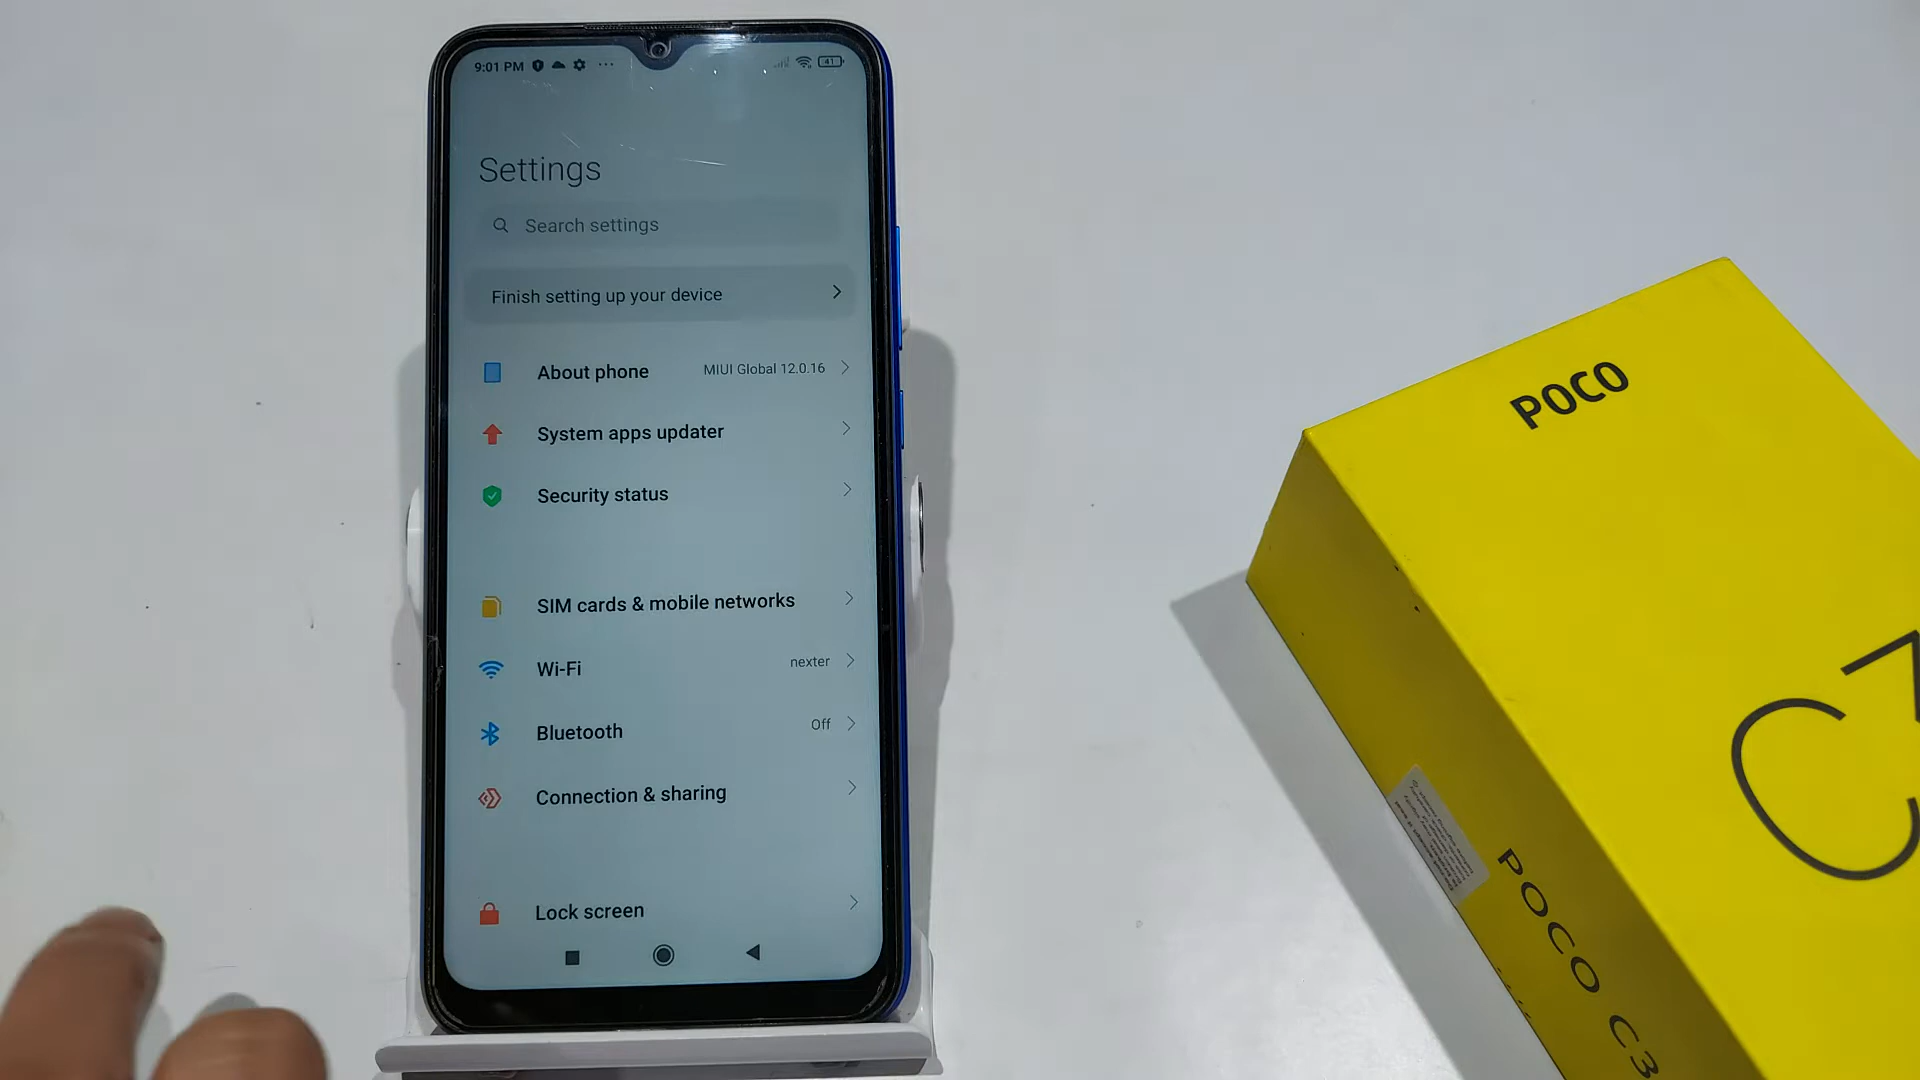 9:01 PM ... 41
Settings
Search settings
Finish setting up your device
About phone MIUI Global 12.0.16
System apps updater
Security status
SIM cards & mobile networks
Wi-Fi nexter
Bluetooth Off
Connection & sharing
Lock screen
POCO
C3
POCO C3